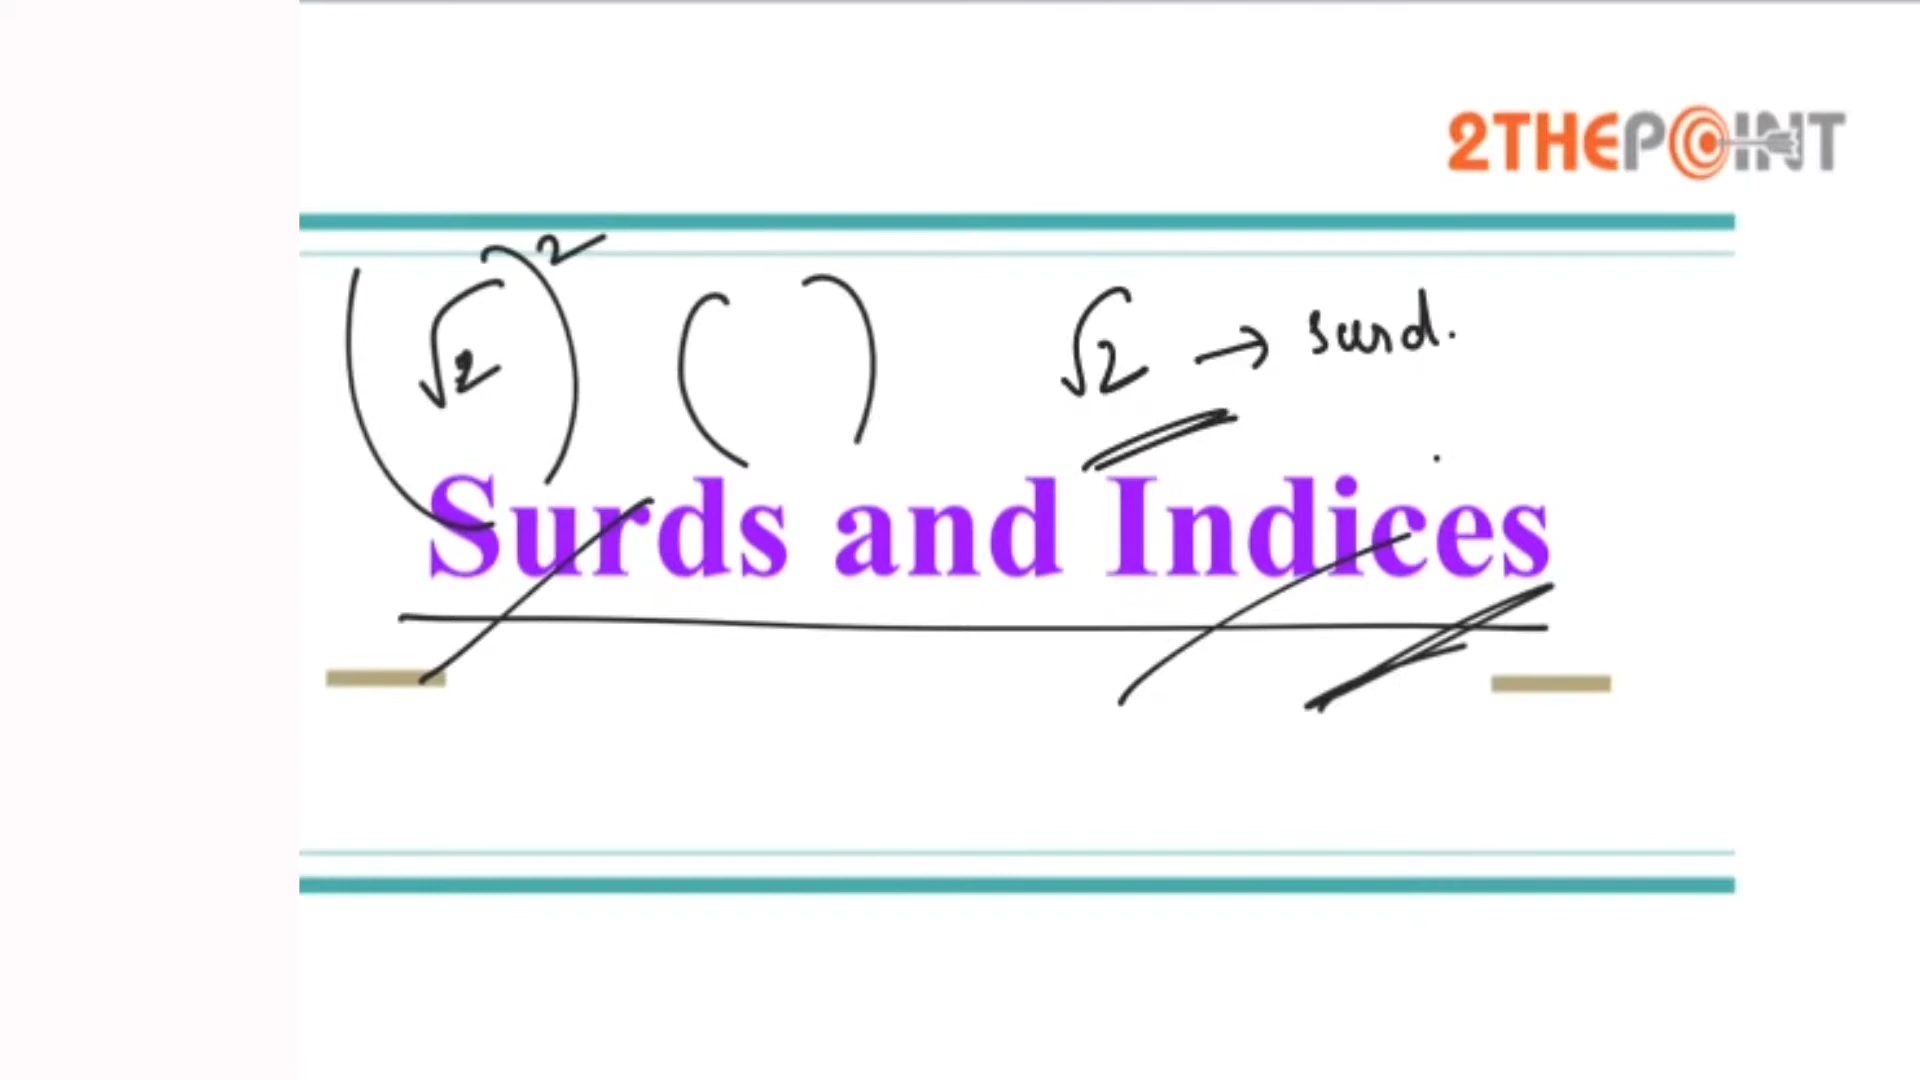 2THEPOINT
(√2)² ( ) √2 → surd.
Surds and Indices